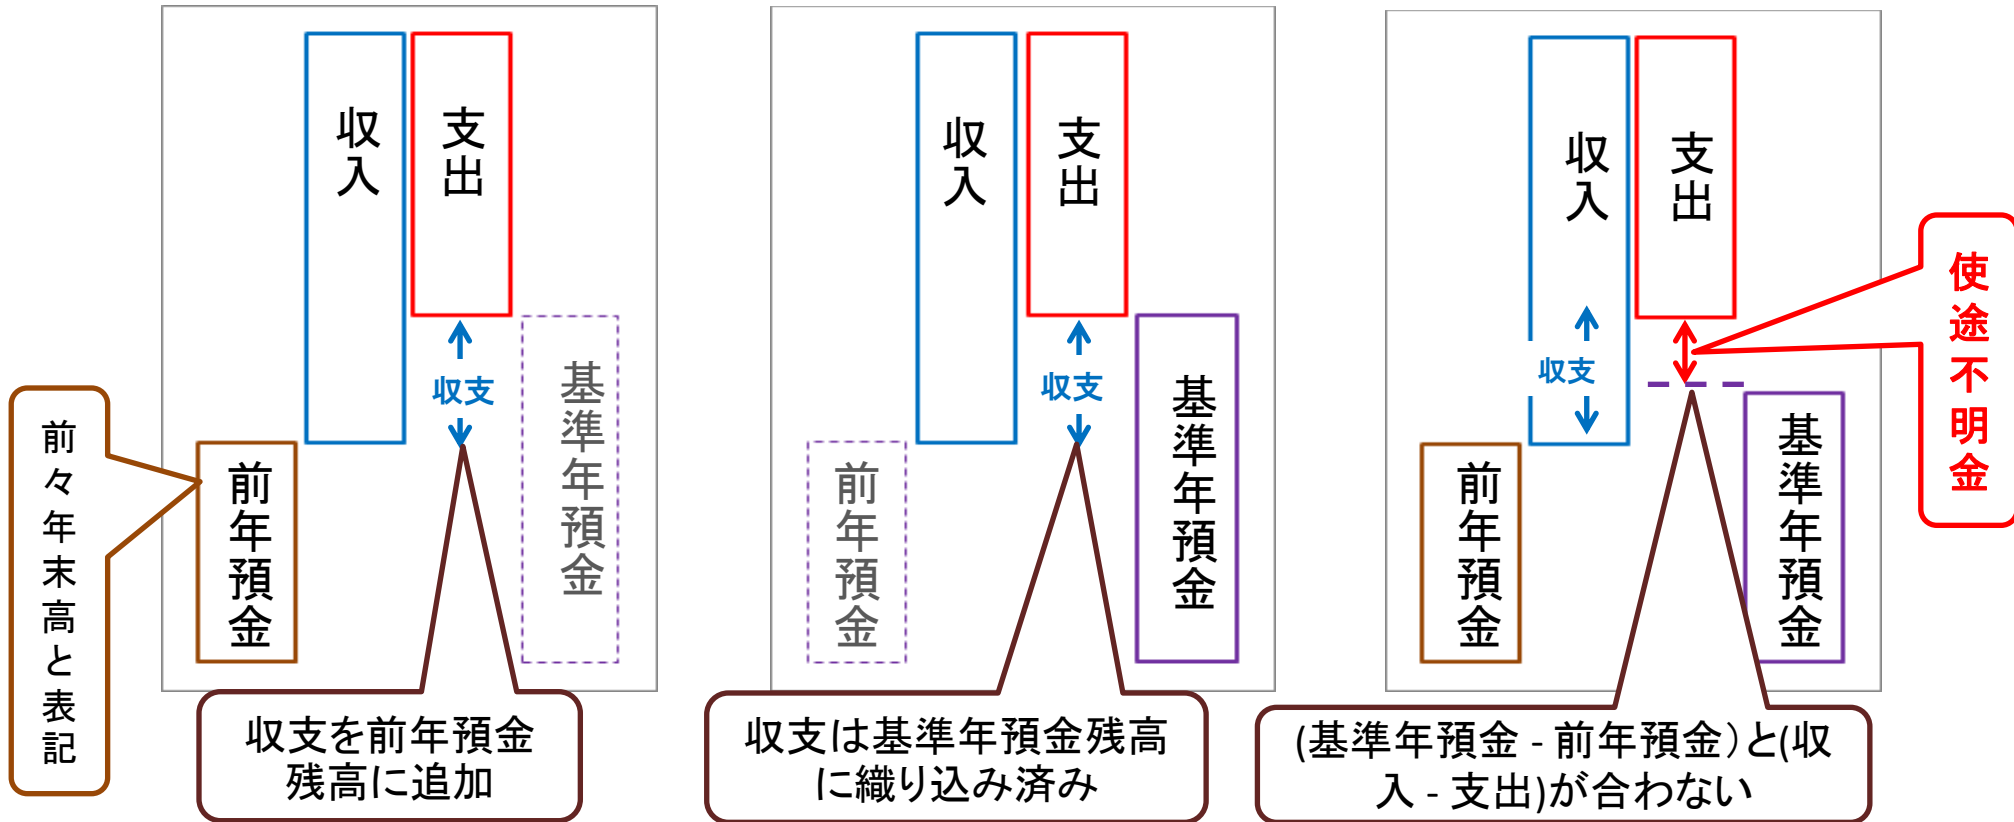 前々年末高と表記
前年預金
収入
支出
収支
基準年預金
収支を前年預金
残高に追加
前年預金
収入
支出
収支
基準年預金
収支は基準年預金残高
に織り込み済み
前年預金
収入
収支
支出
基準年預金
使途不明金
(基準年預金 - 前年預金）と(収
入 - 支出)が合わない